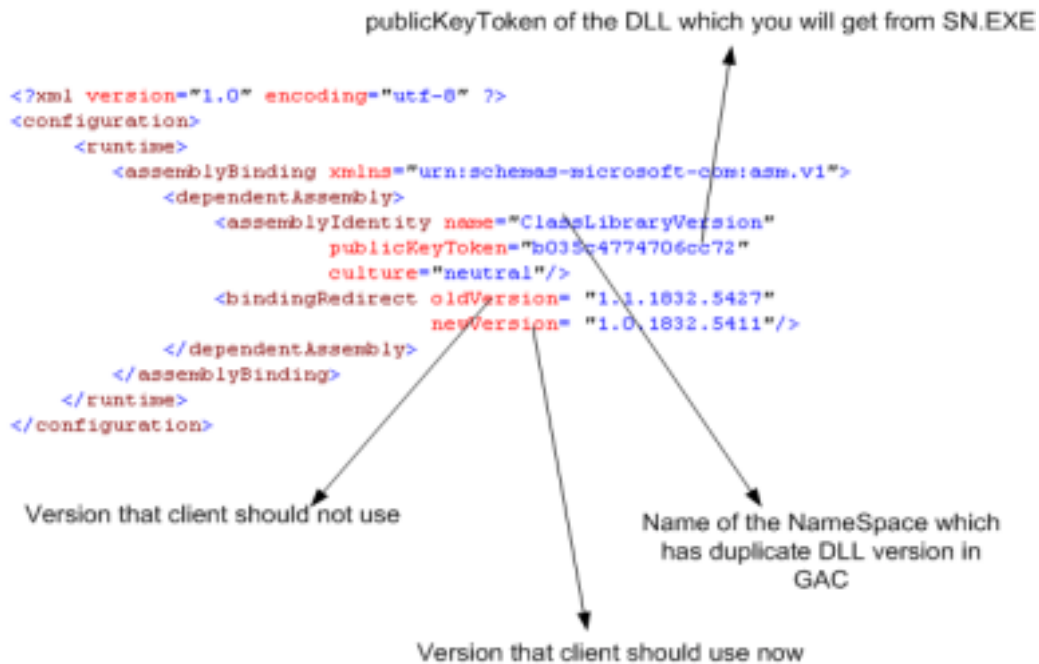 publicKeyToken of the DLL which you will get from SN.EXE
<?xml version="1.0" encoding="utf-8" ?>
<configuration>
<runtime>
<assemblyBinding xmlns="urn:schemas-microsoft-com:asm.v1">
<dependentAssembly>
<assemblyIdentity name="ClassLibraryVersion"
publicKeyToken="b035c4774706cc72"
culture="neutral"/>
<bindingRedirect oldVersion= "1.1.1832.5427"
newVersion= "1.0.1832.5411"/>
</dependentAssembly>
</assemblyBinding>
</runtime>
</configuration>
Version that client should not use
Name of the NameSpace which
has duplicate DLL version in
GAC
Version that client should use now